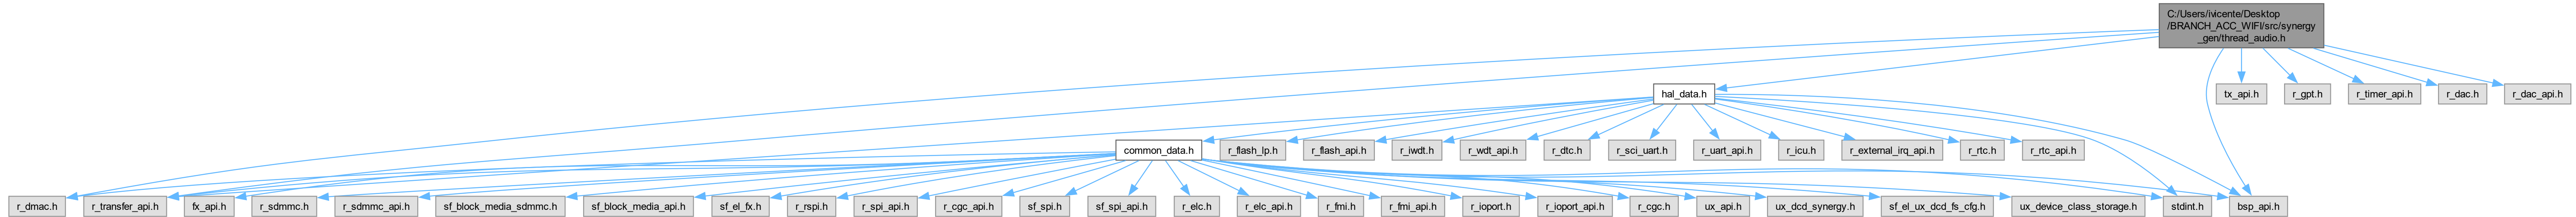 C:/Users/ivicente/Desktop
/BRANCH_ACC_WIFI/src/synergy
_gen/thread_audio.h
hal_data.h
tx_api.h
r_gpt.h
r_timer_api.h
r_dac.h
r_dac_api.h
common_data.h
r_flash_lp.h
r_flash_api.h
r_iwdt.h
r_wdt_api.h
r_dtc.h
r_sci_uart.h
r_uart_api.h
r_icu.h
r_external_irq_api.h
r_rtc.h
r_rtc_api.h
r_dmac.h
r_transfer_api.h
fx_api.h
r_sdmmc.h
r_sdmmc_api.h
sf_block_media_sdmmc.h
sf_block_media_api.h
sf_el_fx.h
r_rspi.h
r_spi_api.h
r_cgc_api.h
sf_spi.h
sf_spi_api.h
r_elc.h
r_elc_api.h
r_fmi.h
r_fmi_api.h
r_ioport.h
r_ioport_api.h
r_cgc.h
ux_api.h
ux_dcd_synergy.h
sf_el_ux_dcd_fs_cfg.h
ux_device_class_storage.h
stdint.h
bsp_api.h